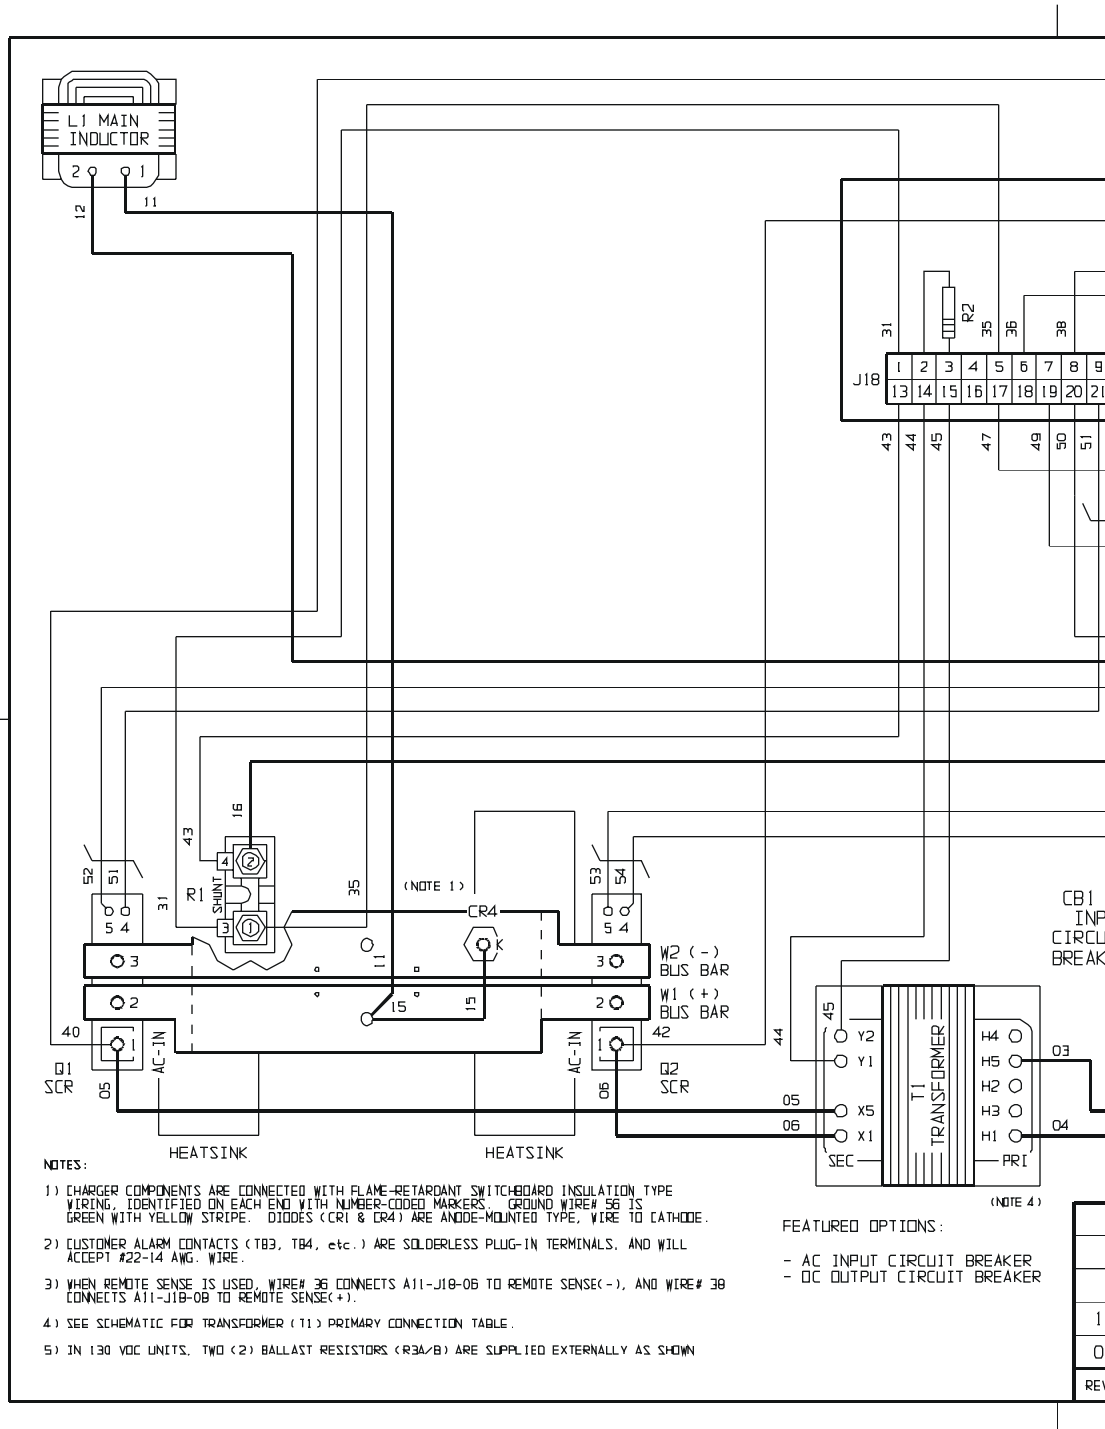 L1 MAIN
INDUCTOR
2 1
12
11
31
R2
35
36
38
J18
1 2 3 4 5 6 7 8 9
13 14 15 16 17 18 19 20 21
43
44
45
47
49
50
51
16
43
52
51
31
R1
SHUNT
4 2
3 1
35
(NOTE 1)
CR4
K
53
54
5 4
5 4
3
3
2
2
11
15
15
W2 (-)
BUS BAR
W1 (+)
BUS BAR
40
1
1
42
Q1
SCR
05
AC-IN
AC-IN
06
Q2
SCR
HEATSINK
HEATSINK
CB1
INP
CIRCU
BREAK
45
44
Y2
Y1
X5
X1
05
06
T1
TRANSFORMER
H4
H5
H2
H3
H1
03
04
SEC
PRI
(NOTE 4)
NOTES:
1) CHARGER COMPONENTS ARE CONNECTED WITH FLAME-RETARDANT SWITCHBOARD INSULATION TYPE
WIRING, IDENTIFIED ON EACH END WITH NUMBER-CODED MARKERS. GROUND WIRE# 56 IS
GREEN WITH YELLOW STRIPE. DIODES (CR1 & CR4) ARE ANODE-MOUNTED TYPE, WIRE TO CATHODE.
2) CUSTOMER ALARM CONTACTS (TB3, TB4, etc.) ARE SOLDERLESS PLUG-IN TERMINALS, AND WILL
ACCEPT #22-14 AWG. WIRE.
3) WHEN REMOTE SENSE IS USED, WIRE# 36 CONNECTS A11-J18-06 TO REMOTE SENSE(-), AND WIRE# 38
CONNECTS A11-J18-08 TO REMOTE SENSE(+).
4) SEE SCHEMATIC FOR TRANSFORMER (T1) PRIMARY CONNECTION TABLE.
5) IN 130 VDC UNITS, TWO (2) BALLAST RESISTORS (R3A/B) ARE SUPPLIED EXTERNALLY AS SHOWN
FEATURED OPTIONS:
- AC INPUT CIRCUIT BREAKER
- DC OUTPUT CIRCUIT BREAKER
1
0
REV